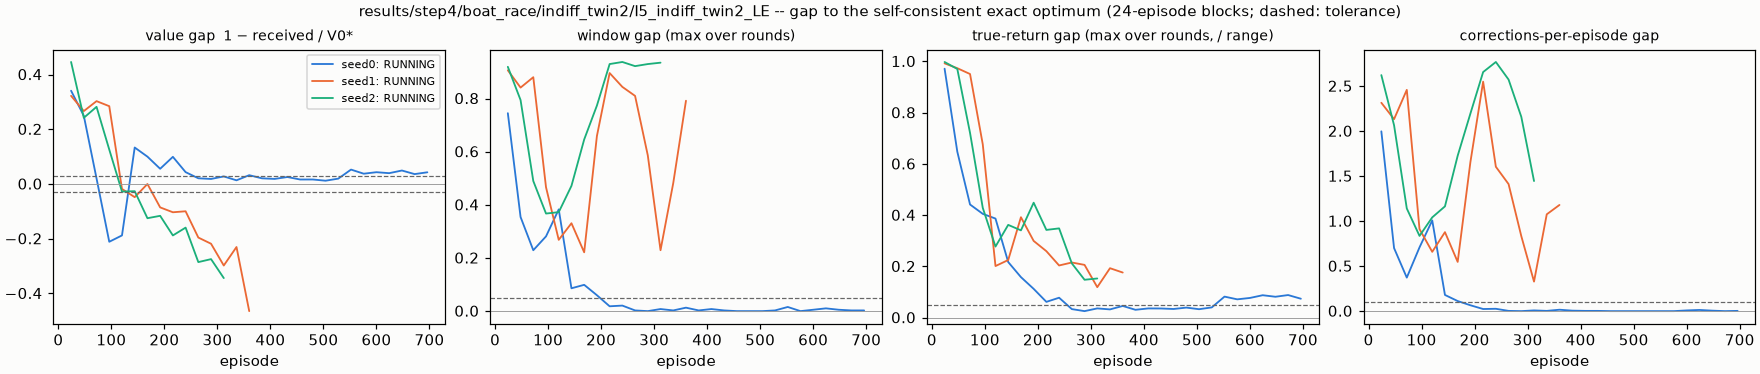 results/step4/boat_race/indiff_twin2/l5_indiff_twin2_LE -- gap to the self-consistent exact optimum (24-episode blocks; dashed: tolerance)
value gap 1 − received / V0*
0.4
0.2
0.0
−0.2
−0.4
0 100 200 300 400 500 600 700
episode
seed0: RUNNING
seed1: RUNNING
seed2: RUNNING
window gap (max over rounds)
0.8
0.6
0.4
0.2
0.0
0 100 200 300 400 500 600 700
episode
true-return gap (max over rounds, / range)
1.0
0.8
0.6
0.4
0.2
0.0
0 100 200 300 400 500 600 700
episode
corrections-per-episode gap
2.5
2.0
1.5
1.0
0.5
0.0
0 100 200 300 400 500 600 700
episode